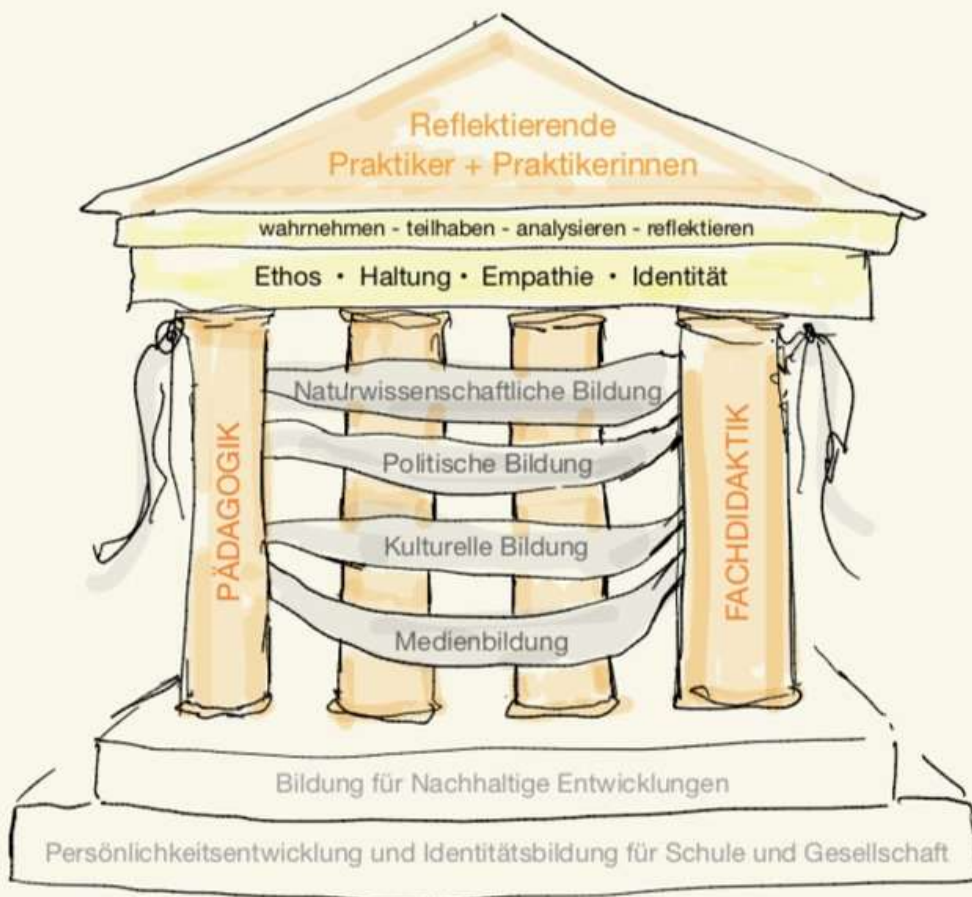 Reflektierende
Praktiker + Praktikerinnen
wahrnehmen - teilhaben - analysieren - reflektieren
Ethos • Haltung • Empathie • Identität
PÄDAGOGIK
Naturwissenschaftliche Bildung
Politische Bildung
Kulturelle Bildung
Medienbildung
FACHDIDAKTIK
Bildung für Nachhaltige Entwicklungen
Persönlichkeitsentwicklung und Identitätsbildung für Schule und Gesellschaft